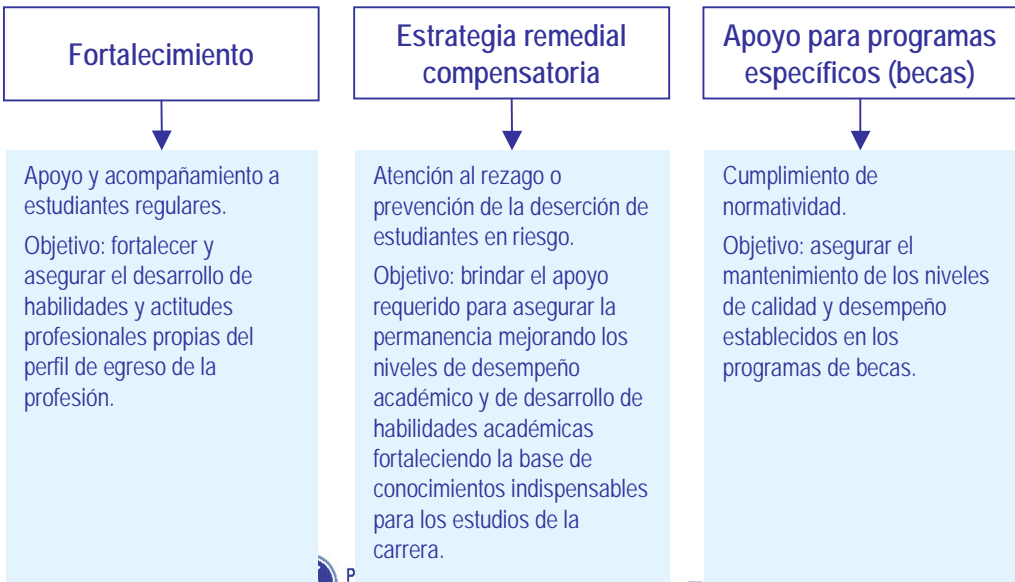 Fortalecimiento
Apoyo y acompañamiento a
estudiantes regulares.
Objetivo: fortalecer y
asegurar el desarrollo de
habilidades y actitudes
profesionales propias del
perfil de egreso de la
profesión.
Estrategia remedial
compensatoria
Atención al rezago o
prevención de la deserción de
estudiantes en riesgo.
Objetivo: brindar el apoyo
requerido para asegurar la
permanencia mejorando los
niveles de desempeño
académico y de desarrollo de
habilidades académicas
fortaleciendo la base de
conocimientos indispensables
para los estudios de la
carrera.
Apoyo para programas
específicos (becas)
Cumplimiento de
normatividad.
Objetivo: asegurar el
mantenimiento de los niveles
de calidad y desempeño
establecidos en los
programas de becas.